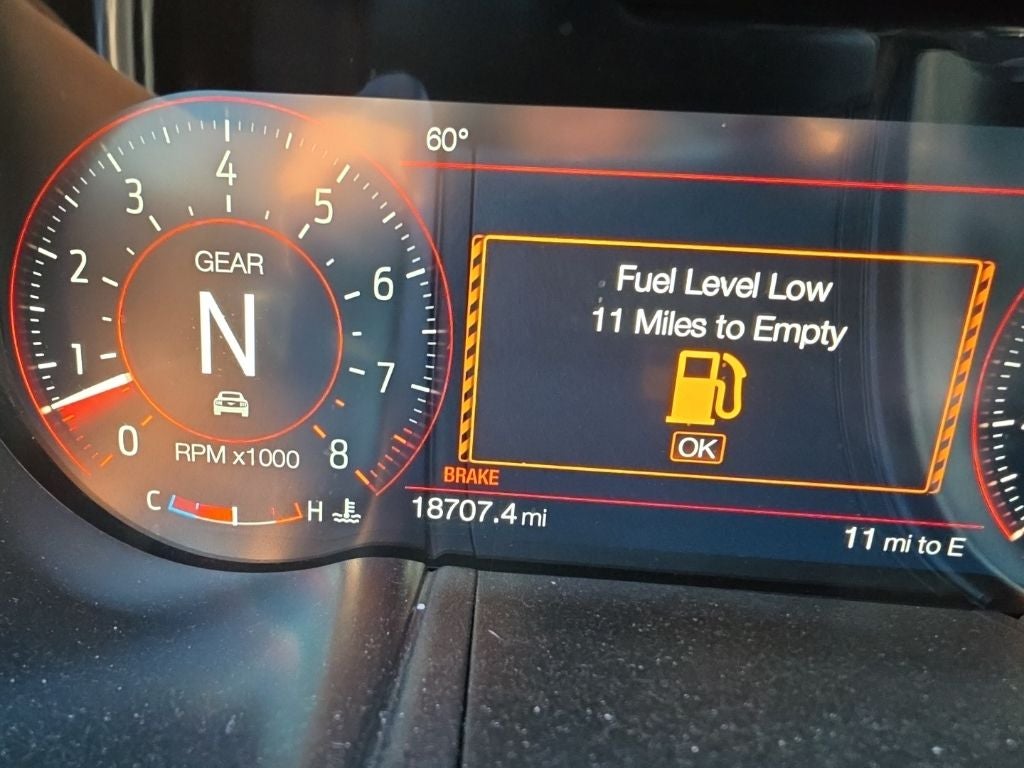 60°
4
3
5
GEAR
2
6
N
1
7
0
8
RPM x1000
C
H
Fuel Level Low
11 Miles to Empty
OK
BRAKE
18707.4 mi
11 mi to E